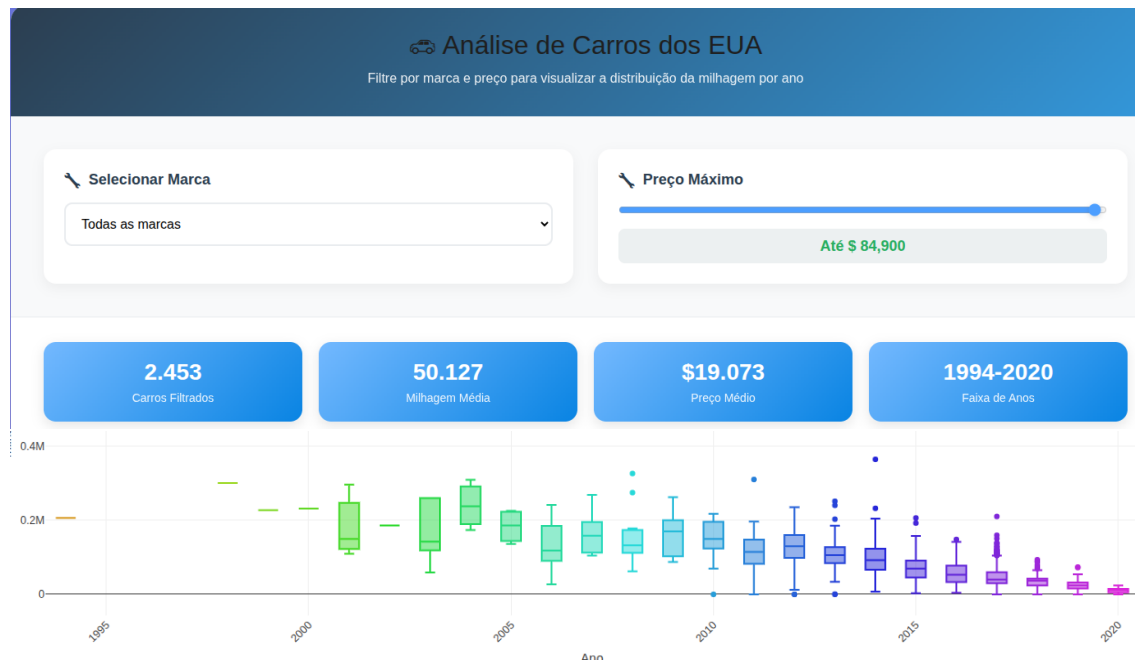 Análise de Carros dos EUA
Filtre por marca e preço para visualizar a distribuição da milhagem por ano
Selecionar Marca
Todas as marcas
Preço Máximo
Até $ 84,900
2.453
Carros Filtrados
50.127
Milhagem Média
$19.073
Preço Médio
1994-2020
Faixa de Anos
0.4M
0.2M
0
1995
2000
2005
2010
2015
2020
Ano